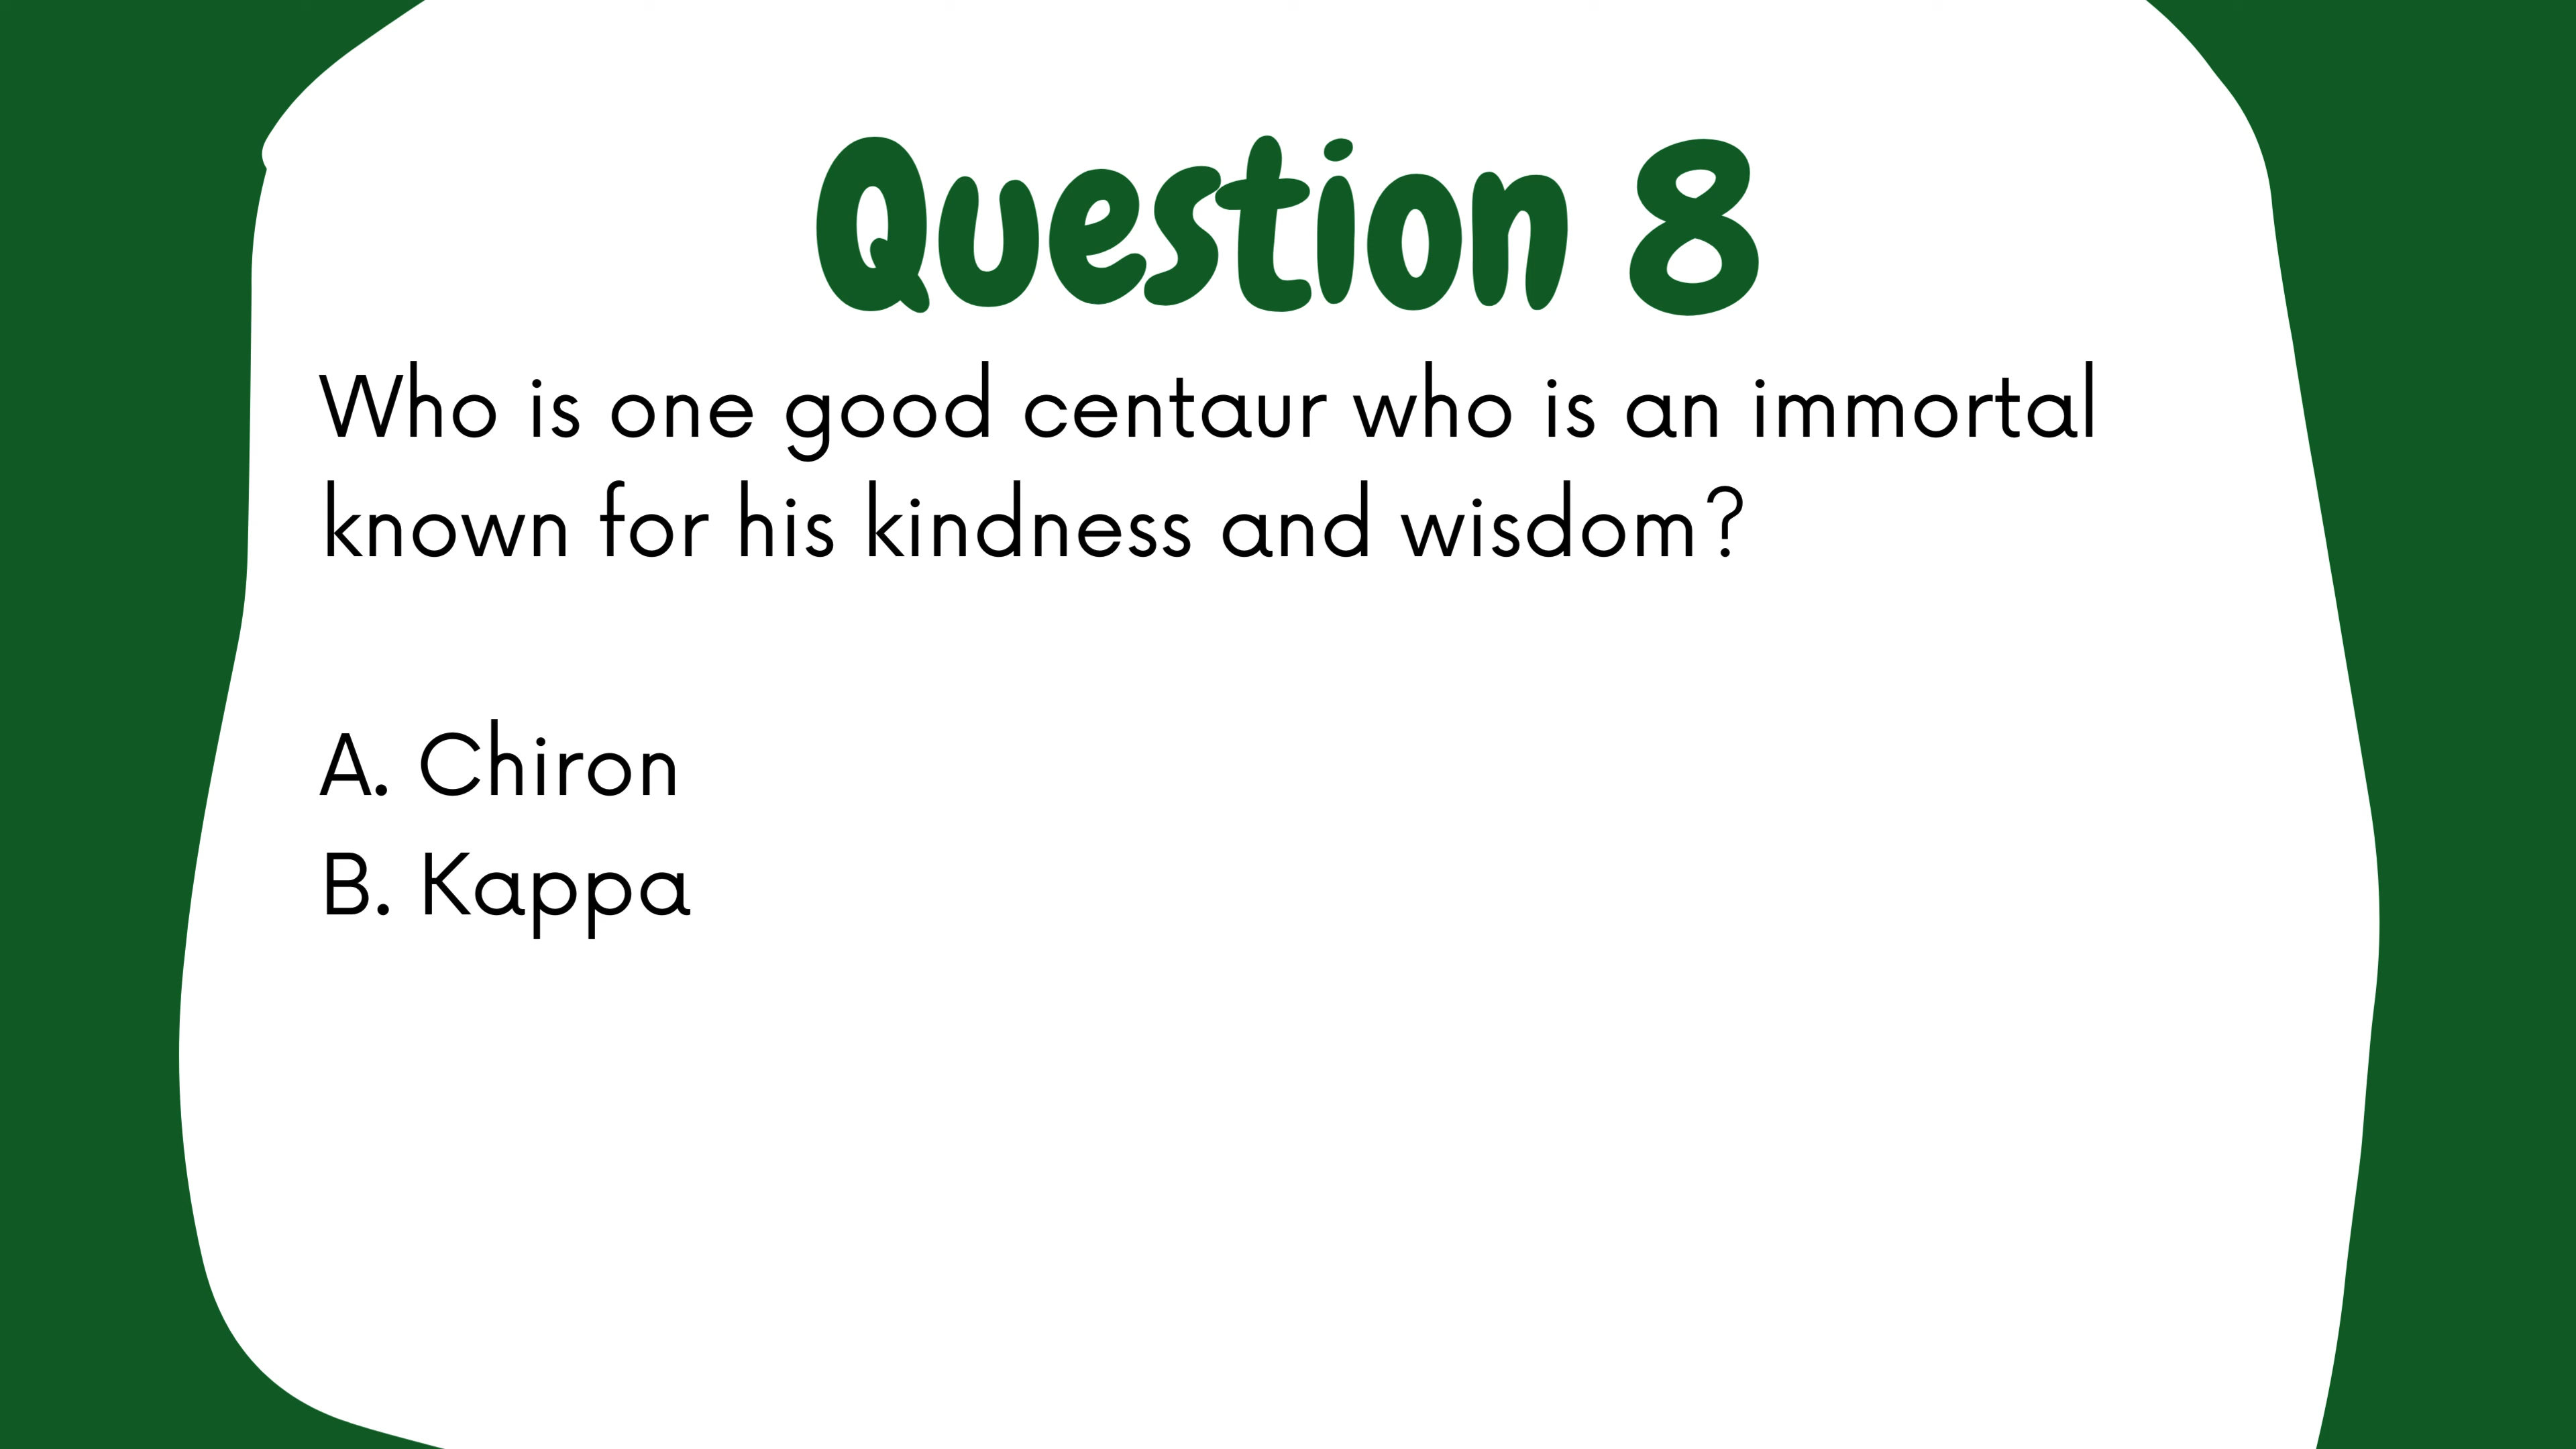 Question 8
Who is one good centaur who is an immortal
known for his kindness and wisdom?
A. Chiron
B. Kappa